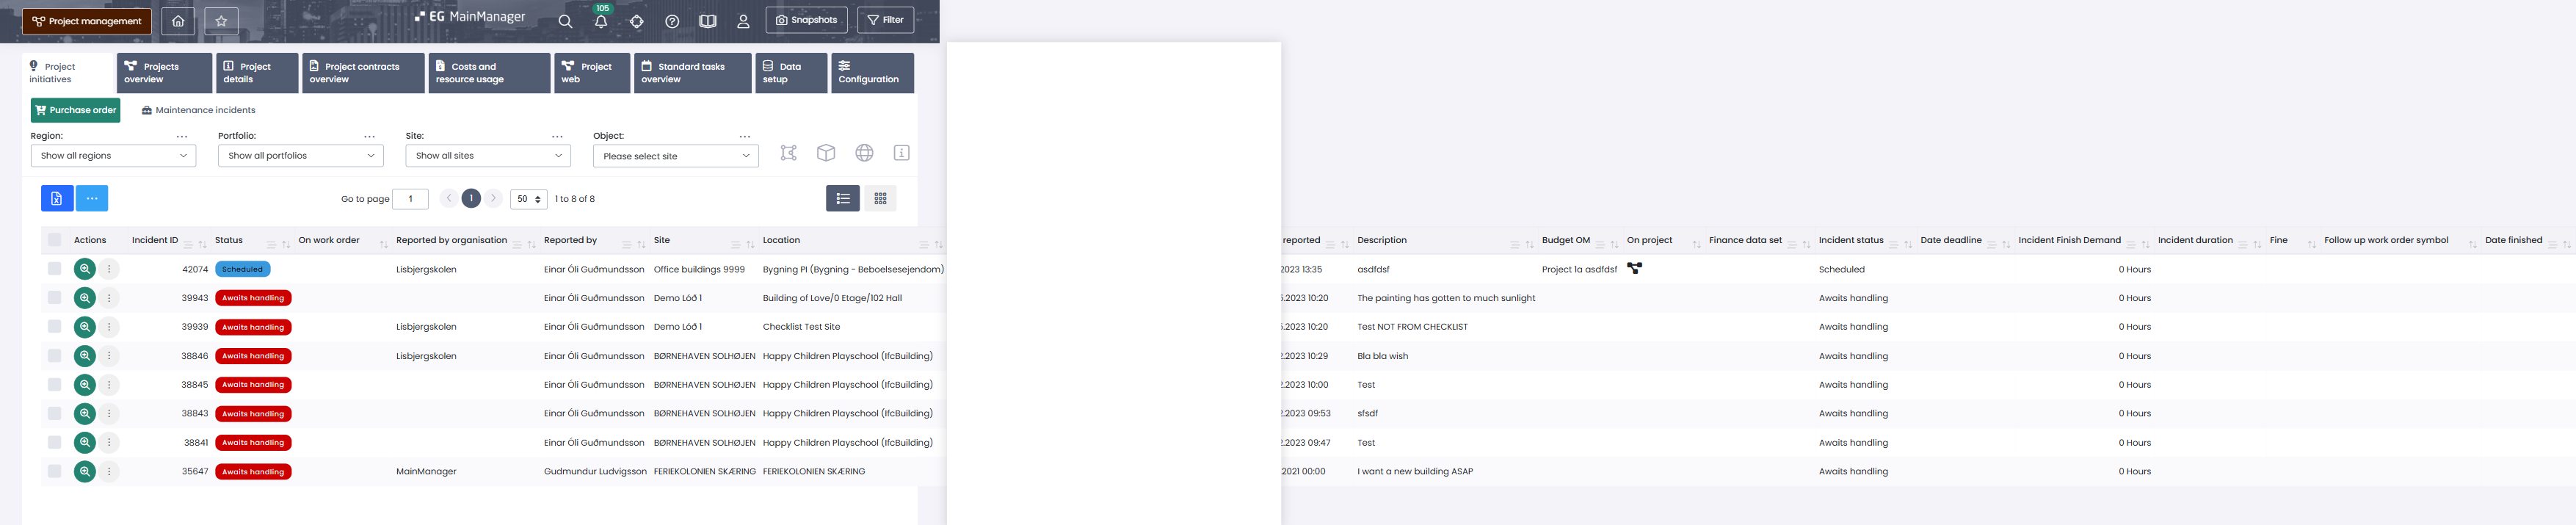 Project management
EG MainManager
105
Snapshots
Filter
Project initiatives
Projects overview
Project details
Project contracts overview
Costs and resource usage
Project web
Standard tasks overview
Data setup
Configuration
Purchase order
Maintenance incidents
Region: ... Portfolio: ... Site: ... Object: ...
Show all regions Show all portfolios Show all sites Please select site
... Go to page 1 1 50 1 to 8 of 8
Actions Incident ID Status On work order Reported by organisation Reported by Site Location reported Description Budget OM On project Finance data set Incident status Date deadline Incident Finish Demand Incident duration Fine Follow up work order symbol Date finished
42074 Scheduled Lisbjergskolen Einar Óli Guðmundsson Office buildings 9999 Bygning PI (Bygning - Beboelsesejendom) 2023 13:35 asdfdsf Project 1a asdfdsf Scheduled 0 Hours
39943 Awaits handling Einar Óli Guðmundsson Demo Lóð 1 Building of Love/0 Etage/102 Hall .2023 10:20 The painting has gotten to much sunlight Awaits handling 0 Hours
39939 Awaits handling Lisbjergskolen Einar Óli Guðmundsson Demo Lóð 1 Checklist Test Site .2023 10:20 Test NOT FROM CHECKLIST Awaits handling 0 Hours
38846 Awaits handling Lisbjergskolen Einar Óli Guðmundsson BØRNEHAVEN SOLHØJEN Happy Children Playschool (IfcBuilding) .2023 10:29 Bla bla wish Awaits handling 0 Hours
38845 Awaits handling Einar Óli Guðmundsson BØRNEHAVEN SOLHØJEN Happy Children Playschool (IfcBuilding) .2023 10:00 Test Awaits handling 0 Hours
38843 Awaits handling Einar Óli Guðmundsson BØRNEHAVEN SOLHØJEN Happy Children Playschool (IfcBuilding) .2023 09:53 sfsdf Awaits handling 0 Hours
38841 Awaits handling Einar Óli Guðmundsson BØRNEHAVEN SOLHØJEN Happy Children Playschool (IfcBuilding) .2023 09:47 Test Awaits handling 0 Hours
35647 Awaits handling MainManager Gudmundur Ludvigsson FERIEKOLONIEN SKÆRING FERIEKOLONIEN SKÆRING 2021 00:00 I want a new building ASAP Awaits handling 0 Hours